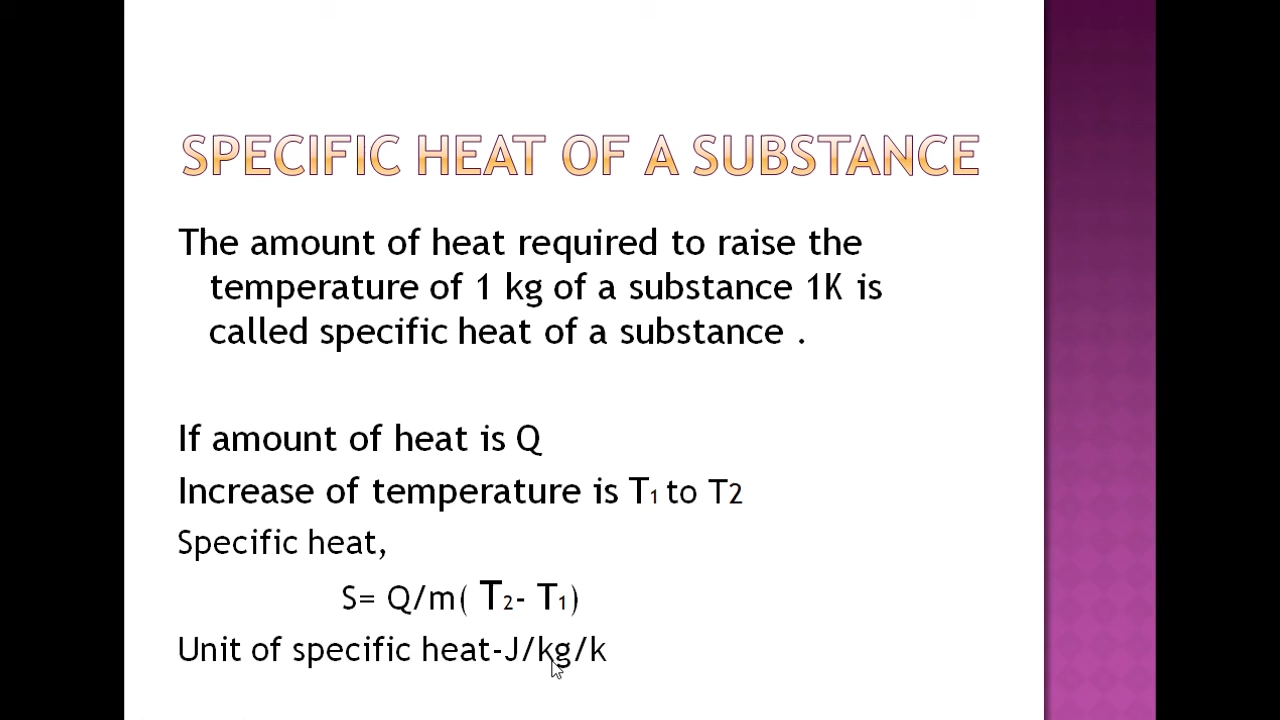 SPECIFIC HEAT OF A SUBSTANCE
The amount of heat required to raise the
temperature of 1 kg of a substance 1K is
called specific heat of a substance .
If amount of heat is Q
Increase of temperature is T₁ to T2
Specific heat,
S= Q/m( T₂- T₁)
Unit of specific heat-J/kg/k